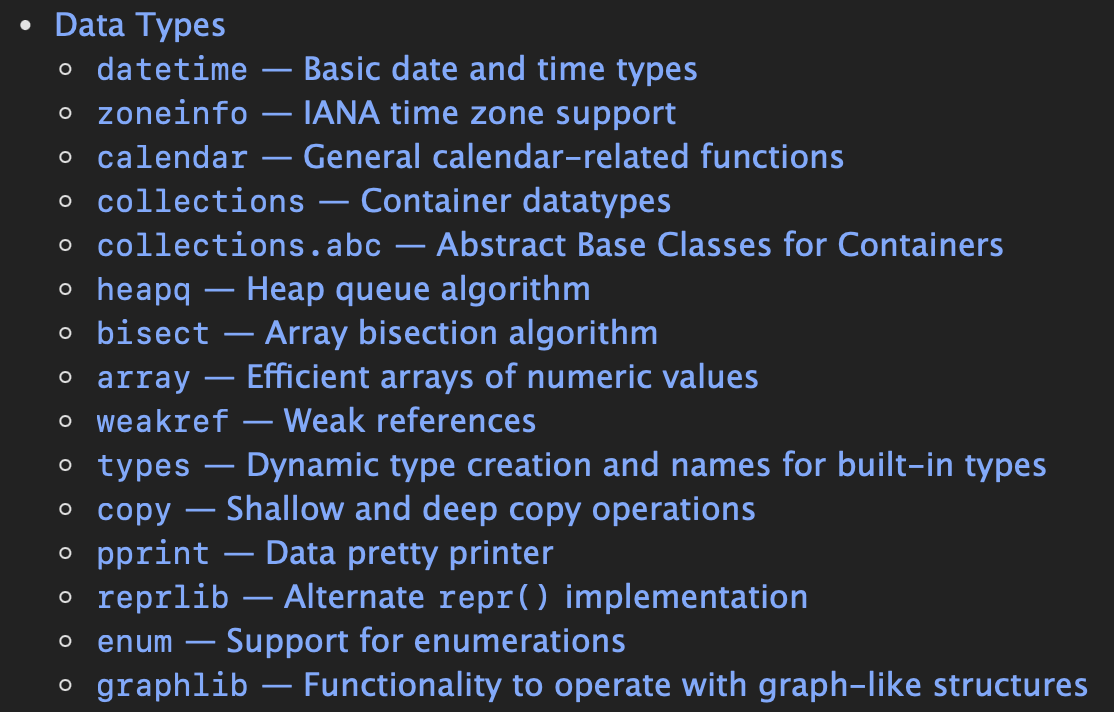 • Data Types
◦ datetime — Basic date and time types
◦ zoneinfo — IANA time zone support
◦ calendar — General calendar-related functions
◦ collections — Container datatypes
◦ collections.abc — Abstract Base Classes for Containers
◦ heapq — Heap queue algorithm
◦ bisect — Array bisection algorithm
◦ array — Efficient arrays of numeric values
◦ weakref — Weak references
◦ types — Dynamic type creation and names for built-in types
◦ copy — Shallow and deep copy operations
◦ pprint — Data pretty printer
◦ reprlib — Alternate repr() implementation
◦ enum — Support for enumerations
◦ graphlib — Functionality to operate with graph-like structures